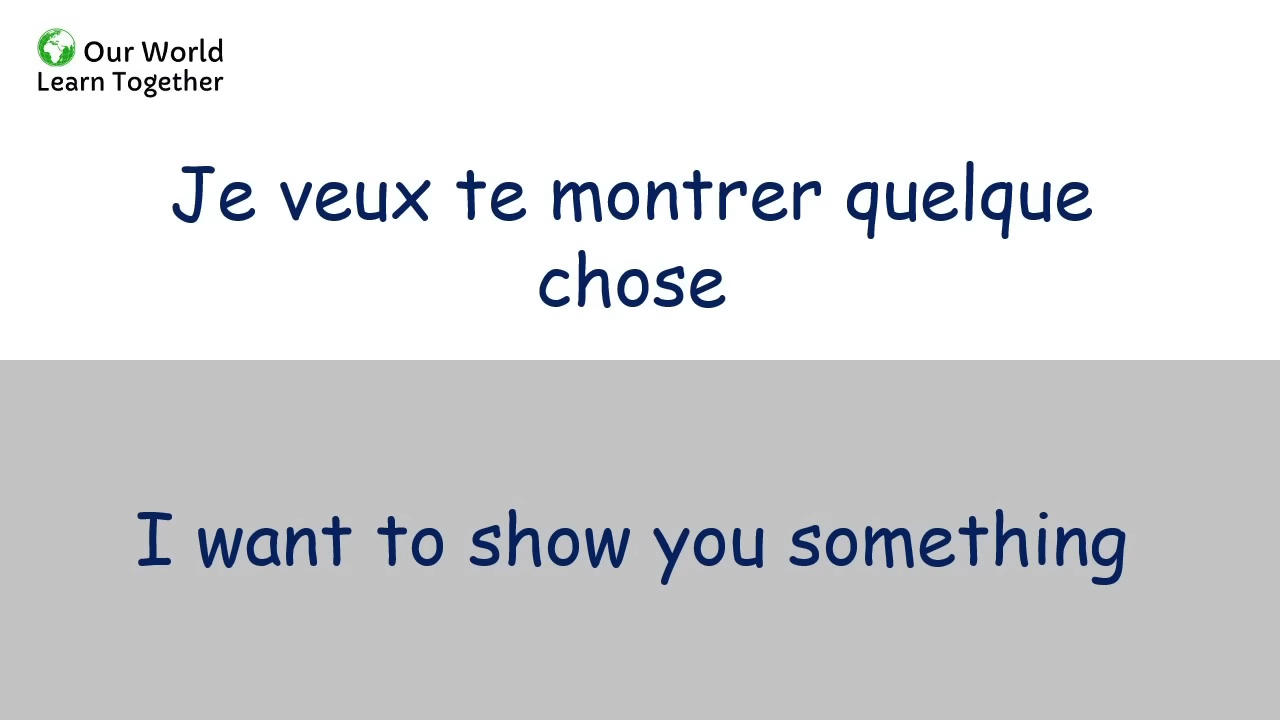 Our World
Learn Together
Je veux te montrer quelque
chose
I want to show you something